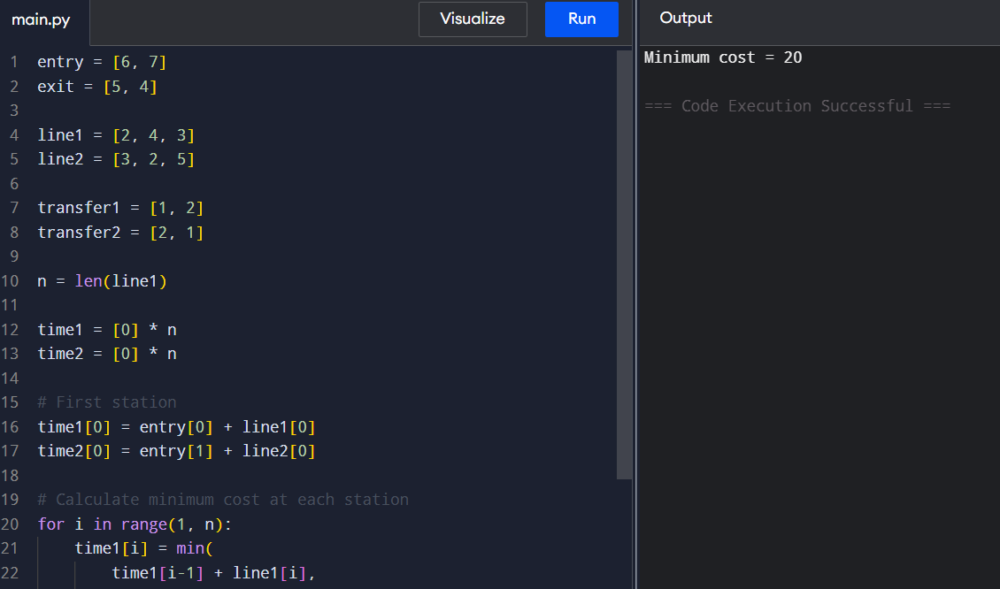 main.py
Visualize
Run
Output
1 entry = [6, 7]
2 exit = [5, 4]
3
4 line1 = [2, 4, 3]
5 line2 = [3, 2, 5]
6
7 transfer1 = [1, 2]
8 transfer2 = [2, 1]
9
10 n = len(line1)
11
12 time1 = [0] * n
13 time2 = [0] * n
14
15 # First station
16 time1[0] = entry[0] + line1[0]
17 time2[0] = entry[1] + line2[0]
18
19 # Calculate minimum cost at each station
20 for i in range(1, n):
21     time1[i] = min(
22         time1[i-1] + line1[i],
Minimum cost = 20
=== Code Execution Successful ===